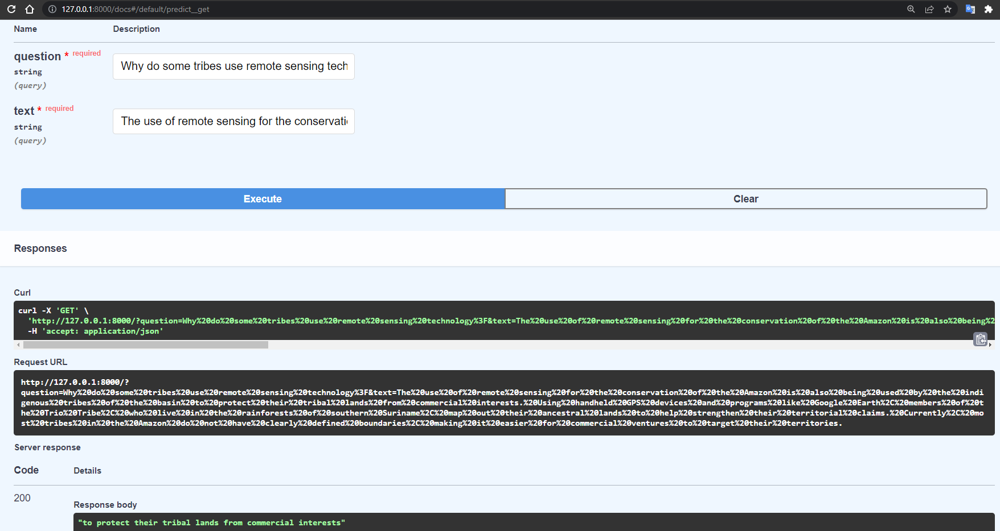 127.0.0.1:8000/docs#/default/predict__get
Name Description
question * required
string
(query)
Why do some tribes use remote sensing tech
text * required
string
(query)
The use of remote sensing for the conservati
Execute Clear
Responses
Curl
curl -X 'GET' \
'http://127.0.0.1:8000/?question=Why%20do%20some%20tribes%20use%20remote%20sensing%20technology%3F&text=The%20use%20of%20remote%20sensing%20for%20the%20conservation%20of%20the%20Amazon%20is%20also%20being%2
-H 'accept: application/json'
Request URL
http://127.0.0.1:8000/?
question=Why%20do%20some%20tribes%20use%20remote%20sensing%20technology%3F&text=The%20use%20of%20remote%20sensing%20for%20the%20conservation%20of%20the%20Amazon%20is%20also%20being%20used%20by%20the%20indi
genous%20tribes%20of%20the%20basin%20to%20protect%20their%20tribal%20lands%20from%20commercial%20interests.%20Using%20handheld%20GPS%20devices%20and%20programs%20like%20Google%20Earth%2C%20members%20of%20t
he%20Trio%20Tribe%2C%20who%20live%20in%20the%20rainforests%20of%20southern%20Suriname%2C%20map%20out%20their%20ancestral%20lands%20to%20help%20strengthen%20their%20territorial%20claims.%20Currently%2C%20mo
st%20tribes%20in%20the%20Amazon%20do%20not%20have%20clearly%20defined%20boundaries%2C%20making%20it%20easier%20for%20commercial%20ventures%20to%20target%20their%20territories.
Server response
Code Details
200
Response body
"to protect their tribal lands from commercial interests"